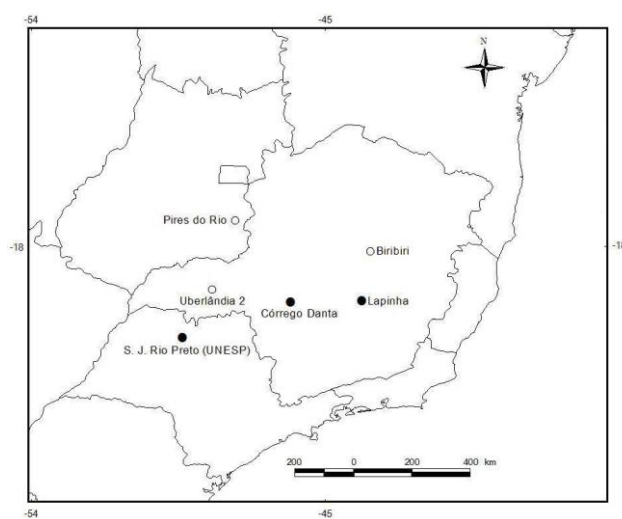 -54
-45
N
Pires do Rio
-18
-18
Biribiri
Uberlândia 2
Córrego Danta
Lapinha
S. J. Rio Preto (UNESP)
200 0 200 400 km
-54
-45